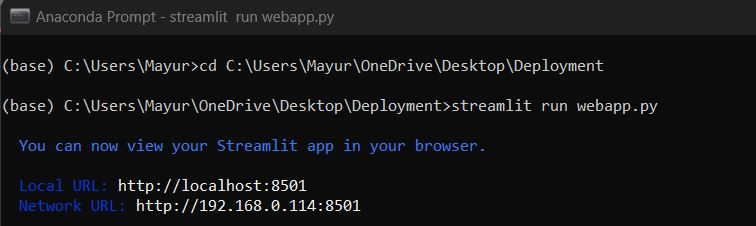 Anaconda Prompt - streamlit  run webapp.py
(base) C:\Users\Mayur>cd C:\Users\Mayur\OneDrive\Desktop\Deployment
(base) C:\Users\Mayur\OneDrive\Desktop\Deployment>streamlit run webapp.py
You can now view your Streamlit app in your browser.
Local URL: http://localhost:8501
Network URL: http://192.168.0.114:8501